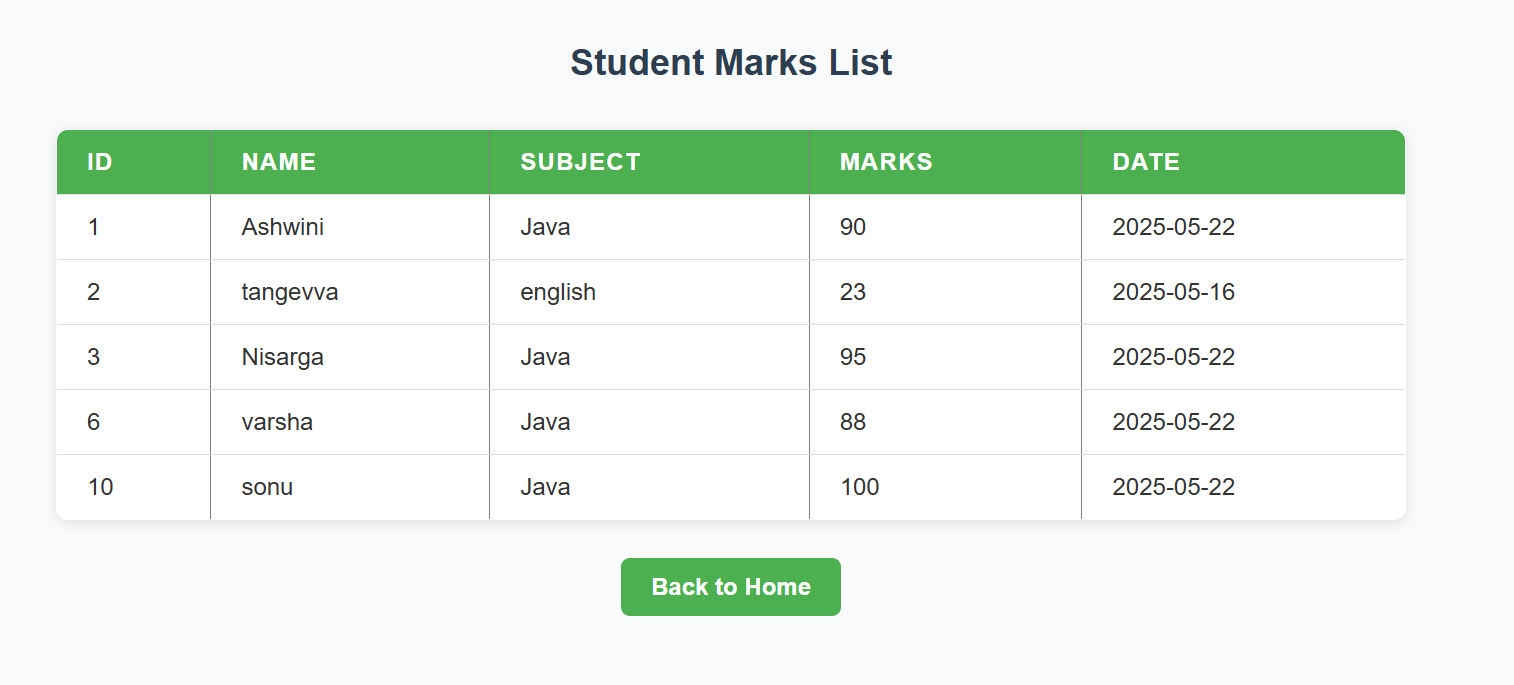 Student Marks List
ID NAME SUBJECT MARKS DATE
1 Ashwini Java 90 2025-05-22
2 tangevva english 23 2025-05-16
3 Nisarga Java 95 2025-05-22
6 varsha Java 88 2025-05-22
10 sonu Java 100 2025-05-22
Back to Home